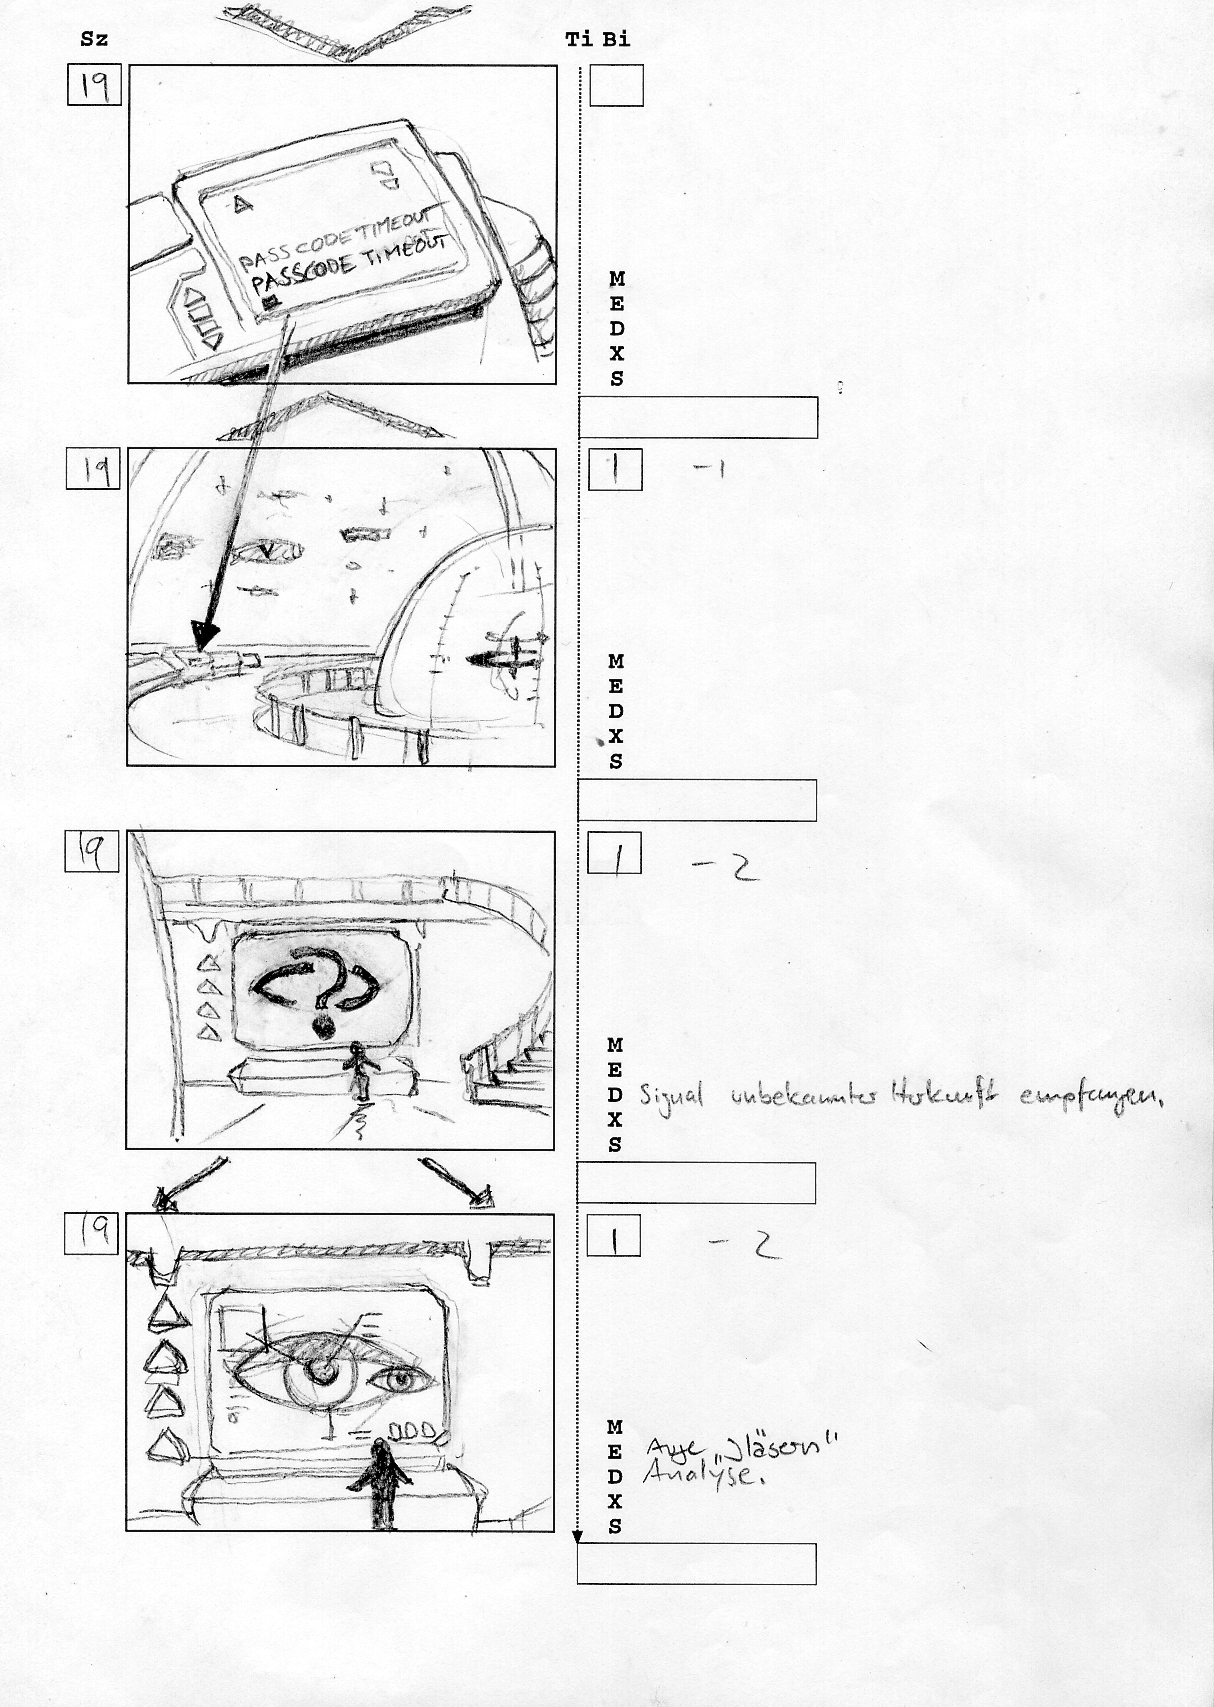 Sz Ti Bi
19
PASSCODE TIMEOUT
PASSCODE TIMEOUT
M
E
D
X
S
19 1 -1
M
E
D
X
S
19 1 -2
?
M
E
D Signal unbekannter Herkunft empfangen.
X
S
19 1 -2
M
E Auge „gläsern“
D Analyse.
X
S